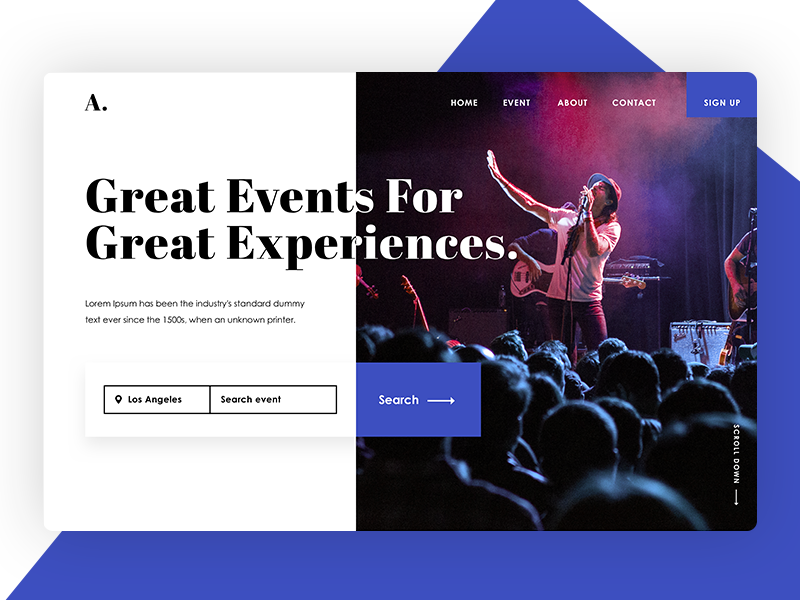 A.
HOME EVENT ABOUT CONTACT SIGN UP
Great Events For
Great Experiences.
Lorem Ipsum has been the industry's standard dummy
text ever since the 1500s, when an unknown printer.
Los Angeles Search event Search
SCROLL DOWN